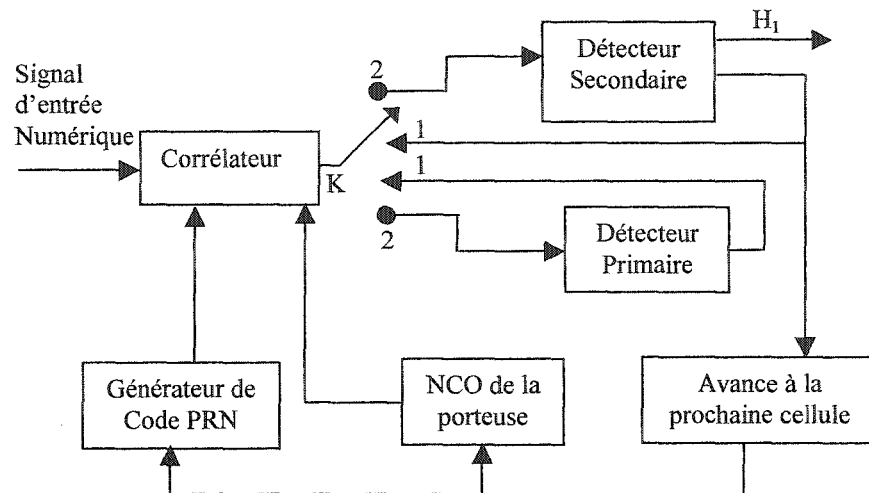 H₁
Détecteur
Secondaire
Signal
d'entrée
Numérique
2
1
Corrélateur
K
1
2
Détecteur
Primaire
Générateur de
Code PRN
NCO de la
porteuse
Avance à la
prochaine cellule